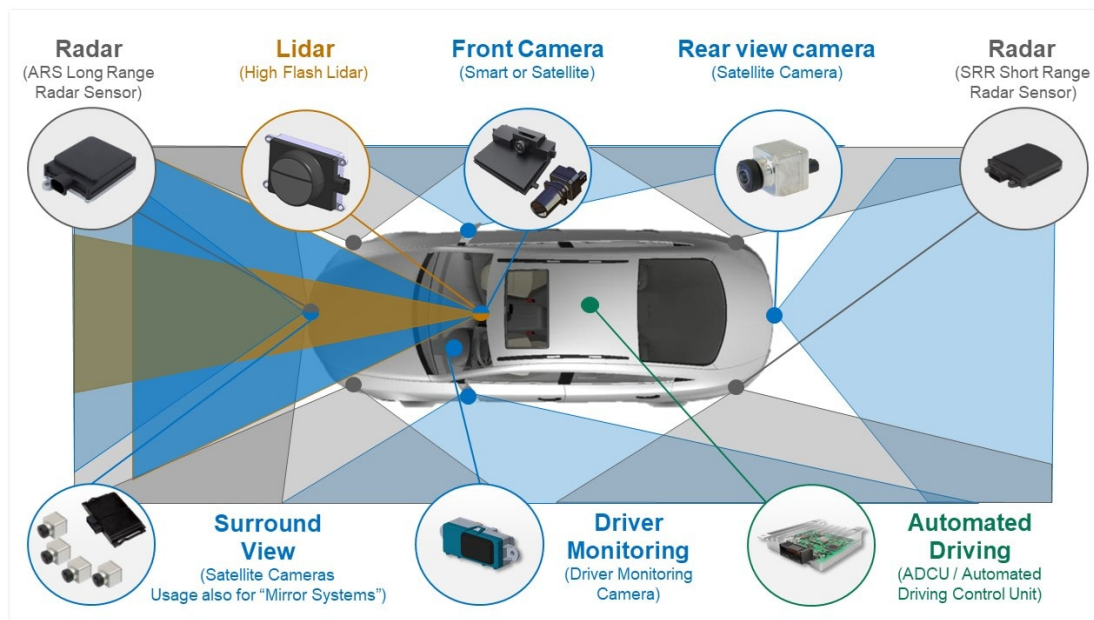 Radar
(ARS Long Range
Radar Sensor)
Lidar
(High Flash Lidar)
Front Camera
(Smart or Satellite)
Rear view camera
(Satellite Camera)
Radar
(SRR Short Range
Radar Sensor)
Surround
View
(Satellite Cameras
Usage also for “Mirror Systems”)
Driver
Monitoring
(Driver Monitoring
Camera)
Automated
Driving
(ADCU / Automated
Driving Control Unit)